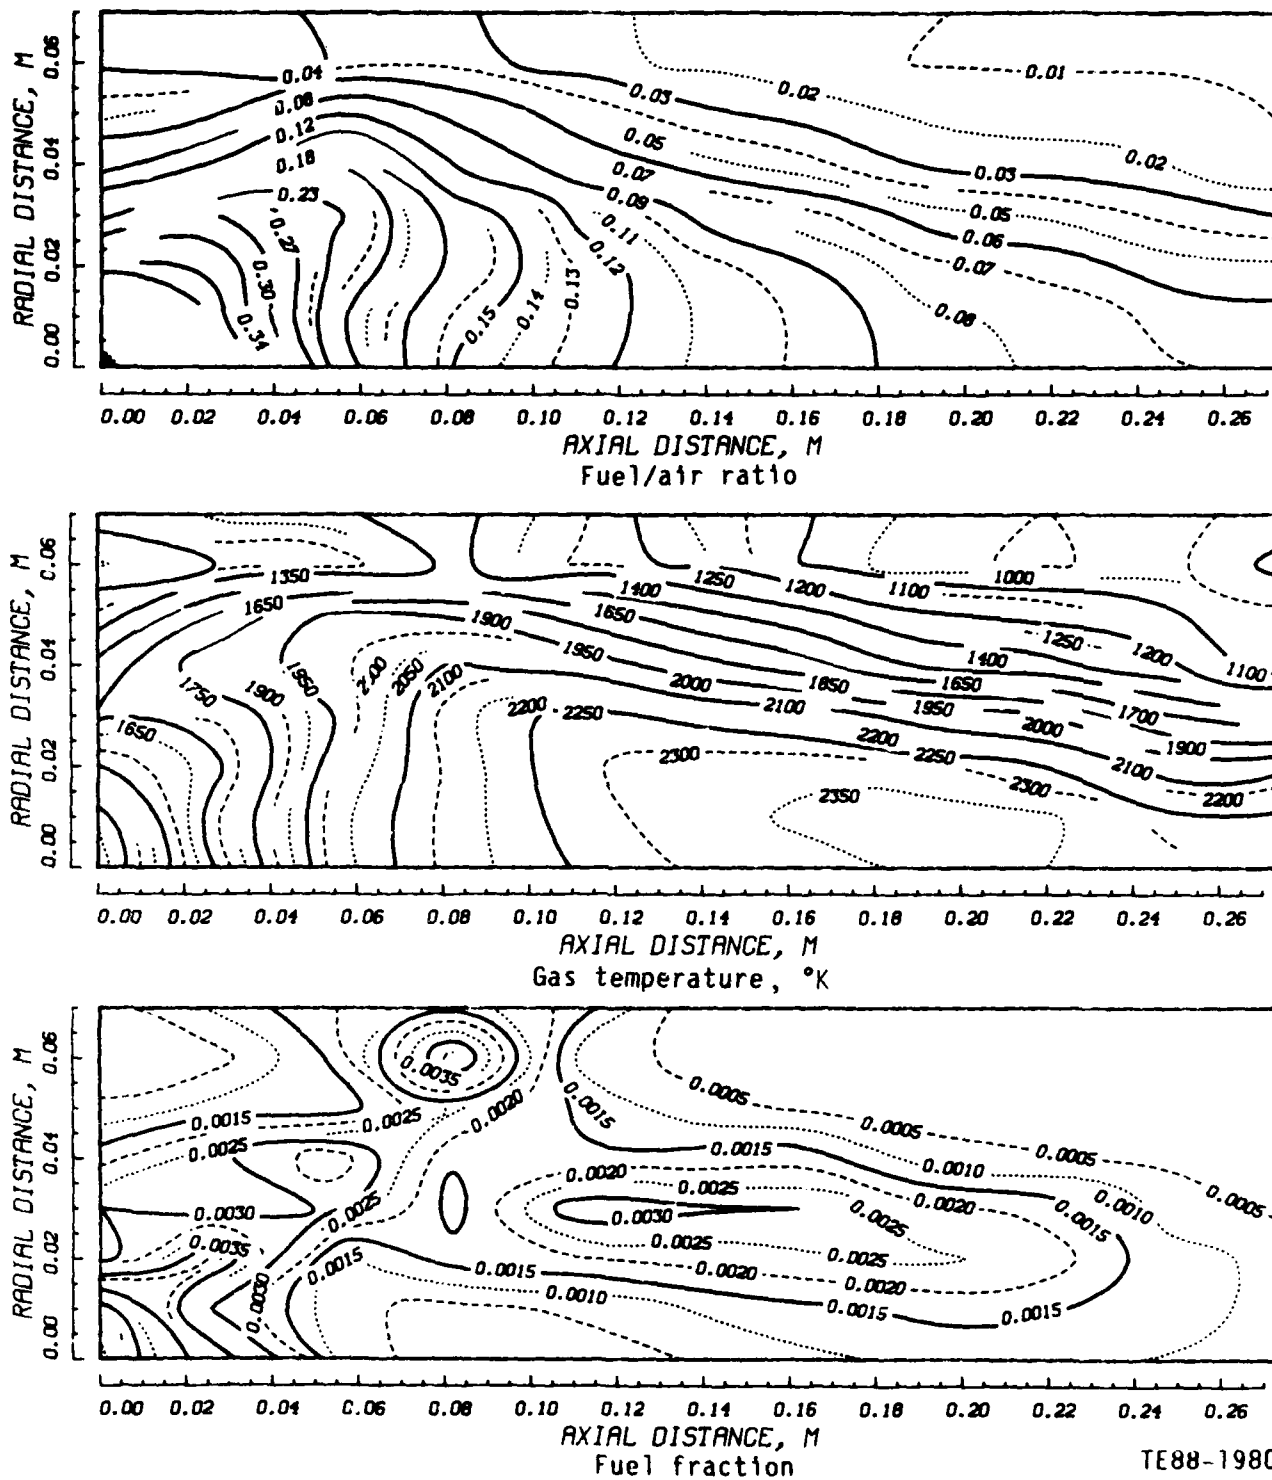 RADIAL DISTANCE, M
0.00 0.02 0.04 0.06
0.04 0.03 0.02 0.01
0.08
0.12 0.05 0.02
0.18 0.07 0.03
0.23 0.09 0.05
0.27 0.11 0.06
0.30 0.12 0.07
0.34 0.15 0.14 0.13 0.08
0.00 0.02 0.04 0.06 0.08 0.10 0.12 0.14 0.16 0.18 0.20 0.22 0.24 0.26
AXIAL DISTANCE, M
Fuel/air ratio
RADIAL DISTANCE, M
0.00 0.02 0.04 0.06
1350 1400 1250 1200 1100 1000
1650 1900 1650 1250 1200
1950 1400 1100
1750 1900 1950 2050 2100 2000 1650
2200 2250 2100 1950 2000 1700
1650 2200 2250 1900
2300 2300 2100
2350 2200
0.00 0.02 0.04 0.06 0.08 0.10 0.12 0.14 0.16 0.18 0.20 0.22 0.24 0.26
AXIAL DISTANCE, M
Gas temperature, °K
RADIAL DISTANCE, M
0.00 0.02 0.04 0.06
0.0035 0.0005
0.0015 0.0025 0.0020 0.0015 0.0005
0.0025 0.0015 0.0005
0.0020 0.0010 0.0005
0.0030 0.0025 0.0025 0.0020 0.0010
0.0035 0.0030 0.0025 0.0015
0.0015 0.0025 0.0025
0.0030 0.0015 0.0020 0.0020
0.0010 0.0015 0.0015
0.00 0.02 0.04 0.06 0.08 0.10 0.12 0.14 0.16 0.18 0.20 0.22 0.24 0.26
AXIAL DISTANCE, M
Fuel fraction
TE88-1980